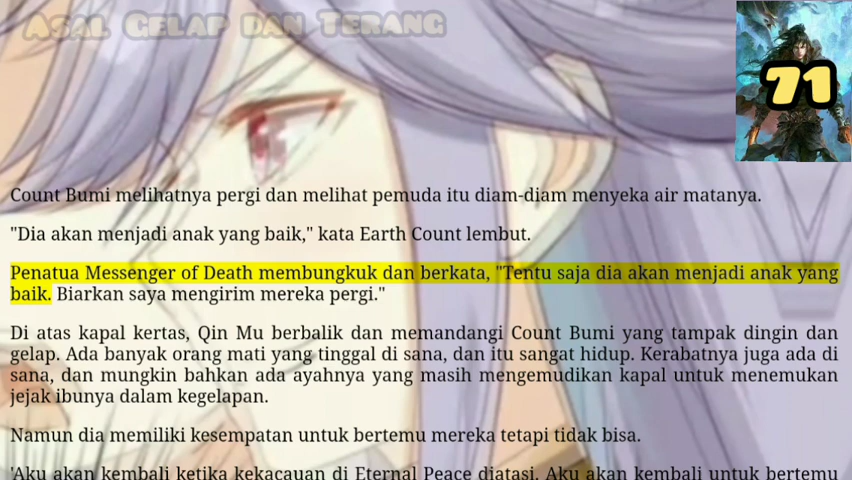 Asal Gelap dan Terang
71
Count Bumi melihatnya pergi dan melihat pemuda itu diam-diam menyeka air matanya.
"Dia akan menjadi anak yang baik," kata Earth Count lembut.
Penatua Messenger of Death membungkuk dan berkata, "Tentu saja dia akan menjadi anak yang
baik. Biarkan saya mengirim mereka pergi."
Di atas kapal kertas, Qin Mu berbalik dan memandangi Count Bumi yang tampak dingin dan
gelap. Ada banyak orang mati yang tinggal di sana, dan itu sangat hidup. Kerabatnya juga ada di
sana, dan mungkin bahkan ada ayahnya yang masih mengemudikan kapal untuk menemukan
jejak ibunya dalam kegelapan.
Namun dia memiliki kesempatan untuk bertemu mereka tetapi tidak bisa.
'Aku akan kembali ketika kekacauan di Eternal Peace diatasi. Aku akan kembali untuk bertemu